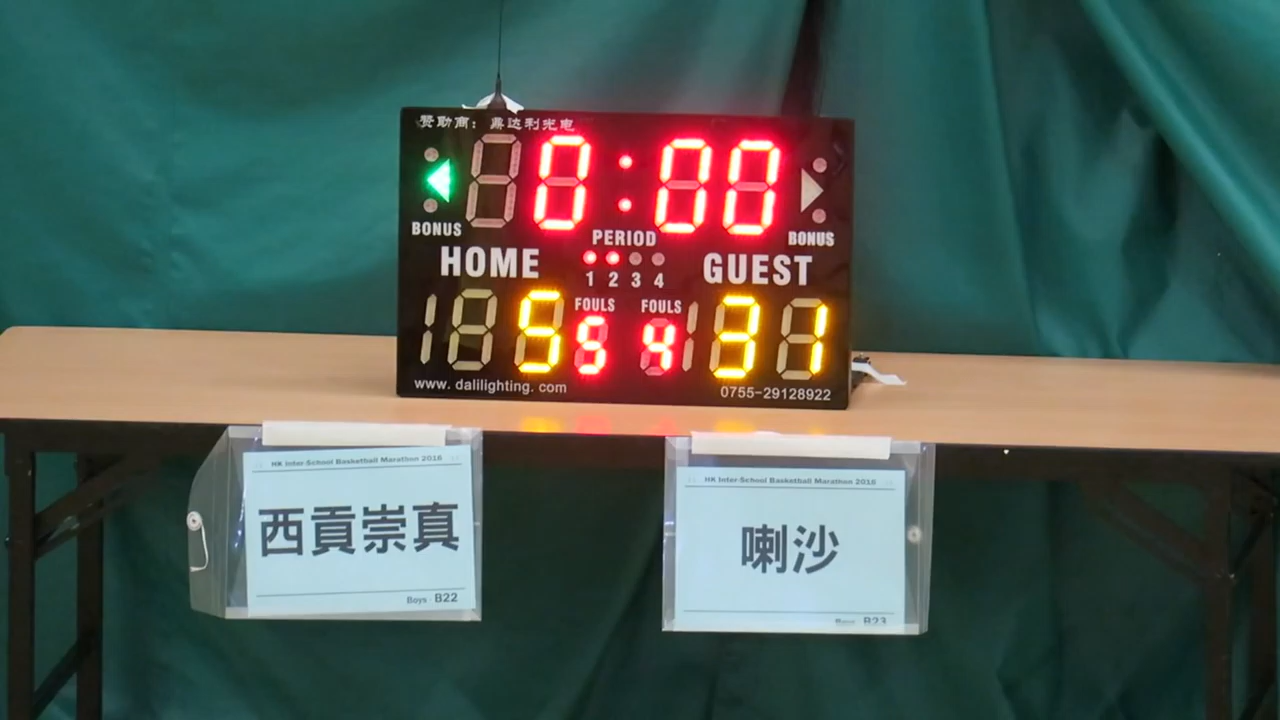 赞助商：鼎达利光电
0:00
BONUS
PERIOD
BONUS
HOME
1 2 3 4
GUEST
FOULS
FOULS
5
5
4
31
www. dalilighting. com
0755-29128922
HK Inter-School Basketball Marathon 2016
西貢崇真
Boys - B22
HK Inter-School Basketball Marathon 2016
喇沙
Boys - B23